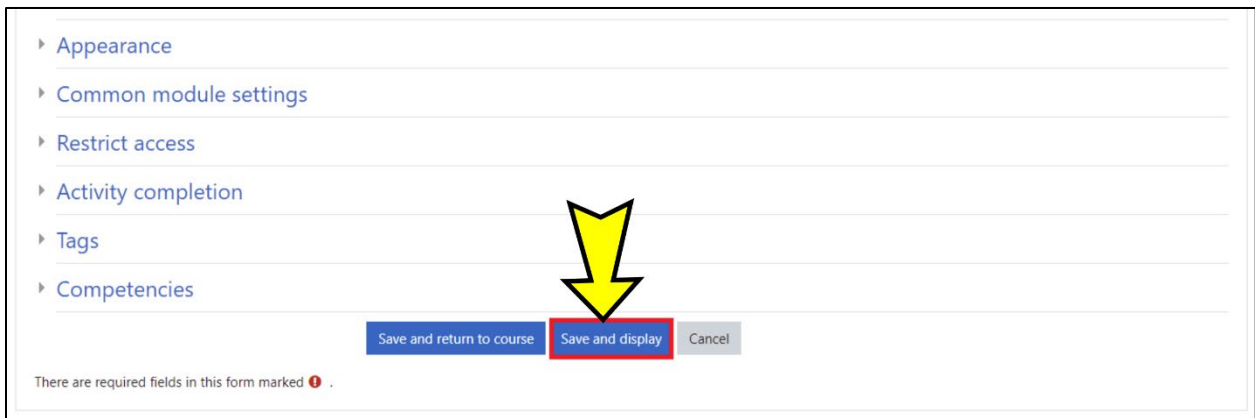 Appearance
Common module settings
Restrict access
Activity completion
Tags
Competencies
Save and return to course Save and display Cancel
There are required fields in this form marked .